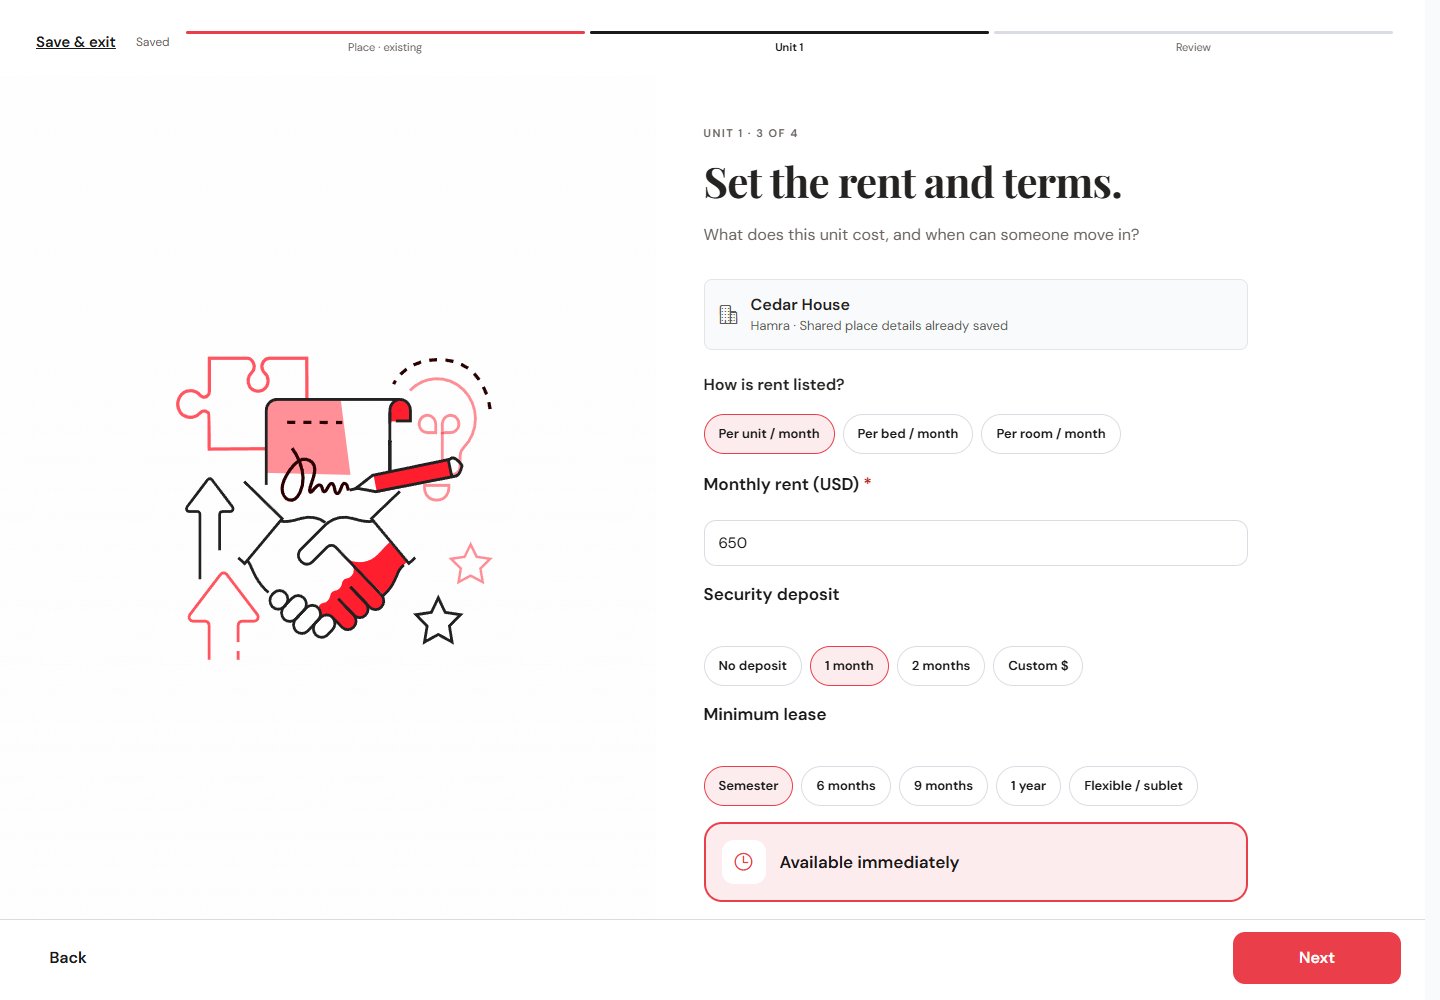 Save & exit
Saved
Place · existing
Unit 1
Review
UNIT 1 · 3 OF 4
Set the rent and terms.
What does this unit cost, and when can someone move in?
Cedar House
Hamra · Shared place details already saved
How is rent listed?
Per unit / month
Per bed / month
Per room / month
Monthly rent (USD) *
650
Security deposit
No deposit
1 month
2 months
Custom $
Minimum lease
Semester
6 months
9 months
1 year
Flexible / sublet
Available immediately
Back
Next